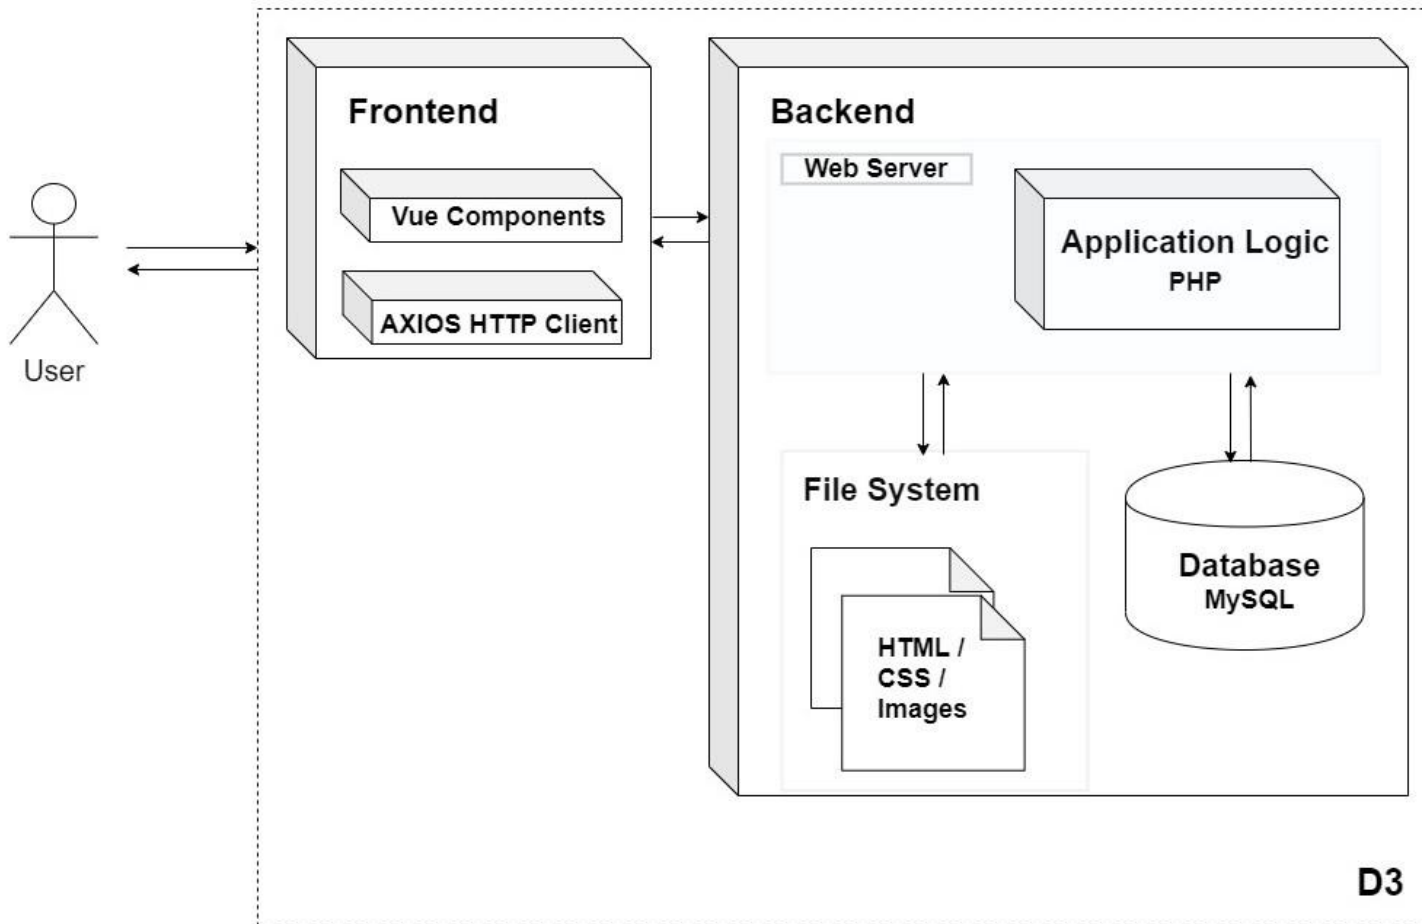 User
Frontend
Vue Components
AXIOS HTTP Client
Backend
Web Server
Application Logic
PHP
File System
HTML /
CSS /
Images
Database
MySQL
D3